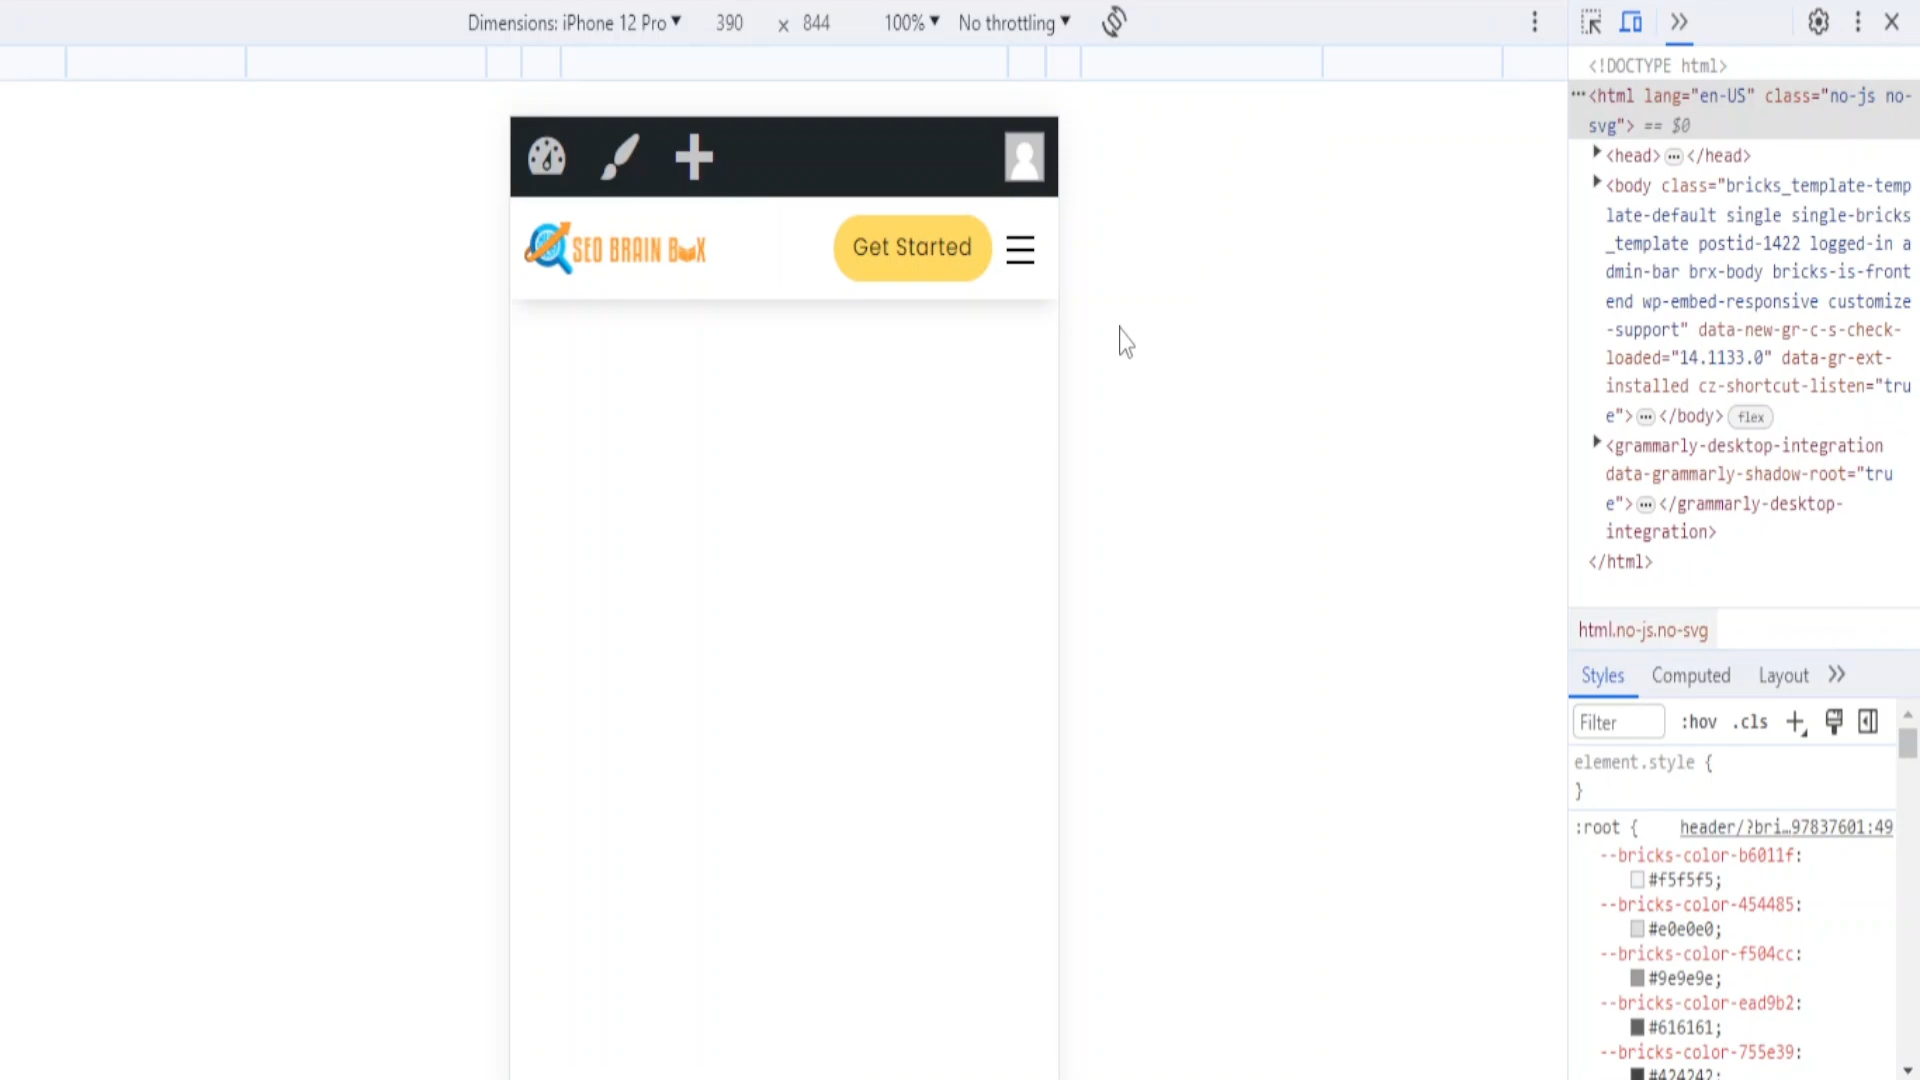 Dimensions: iPhone 12 Pro 390 x 844 100% No throttling
SEO BRAIN BOX
Get Started
<!DOCTYPE html>
<html lang="en-US" class="no-js no-
svg"> == $0
<head>…</head>
<body class="bricks_template-temp
late-default single single-bricks
_template postid-1422 logged-in a
dmin-bar brx-body bricks-is-front
end wp-embed-responsive customize
-support" data-new-gr-c-s-check-
loaded="14.1133.0" data-gr-ext-
installed cz-shortcut-listen="tru
e">…</body> flex
<grammarly-desktop-integration
data-grammarly-shadow-root="tru
e">…</grammarly-desktop-
integration>
</html>
html.no-js.no-svg
Styles Computed Layout
Filter :hov .cls
element.style {
}
:root { header/?bri…97837601:49
--bricks-color-b6011f:
#f5f5f5;
--bricks-color-454485:
#e0e0e0;
--bricks-color-f504cc:
#9e9e9e;
--bricks-color-ead9b2:
#616161;
--bricks-color-755e39:
#424242;